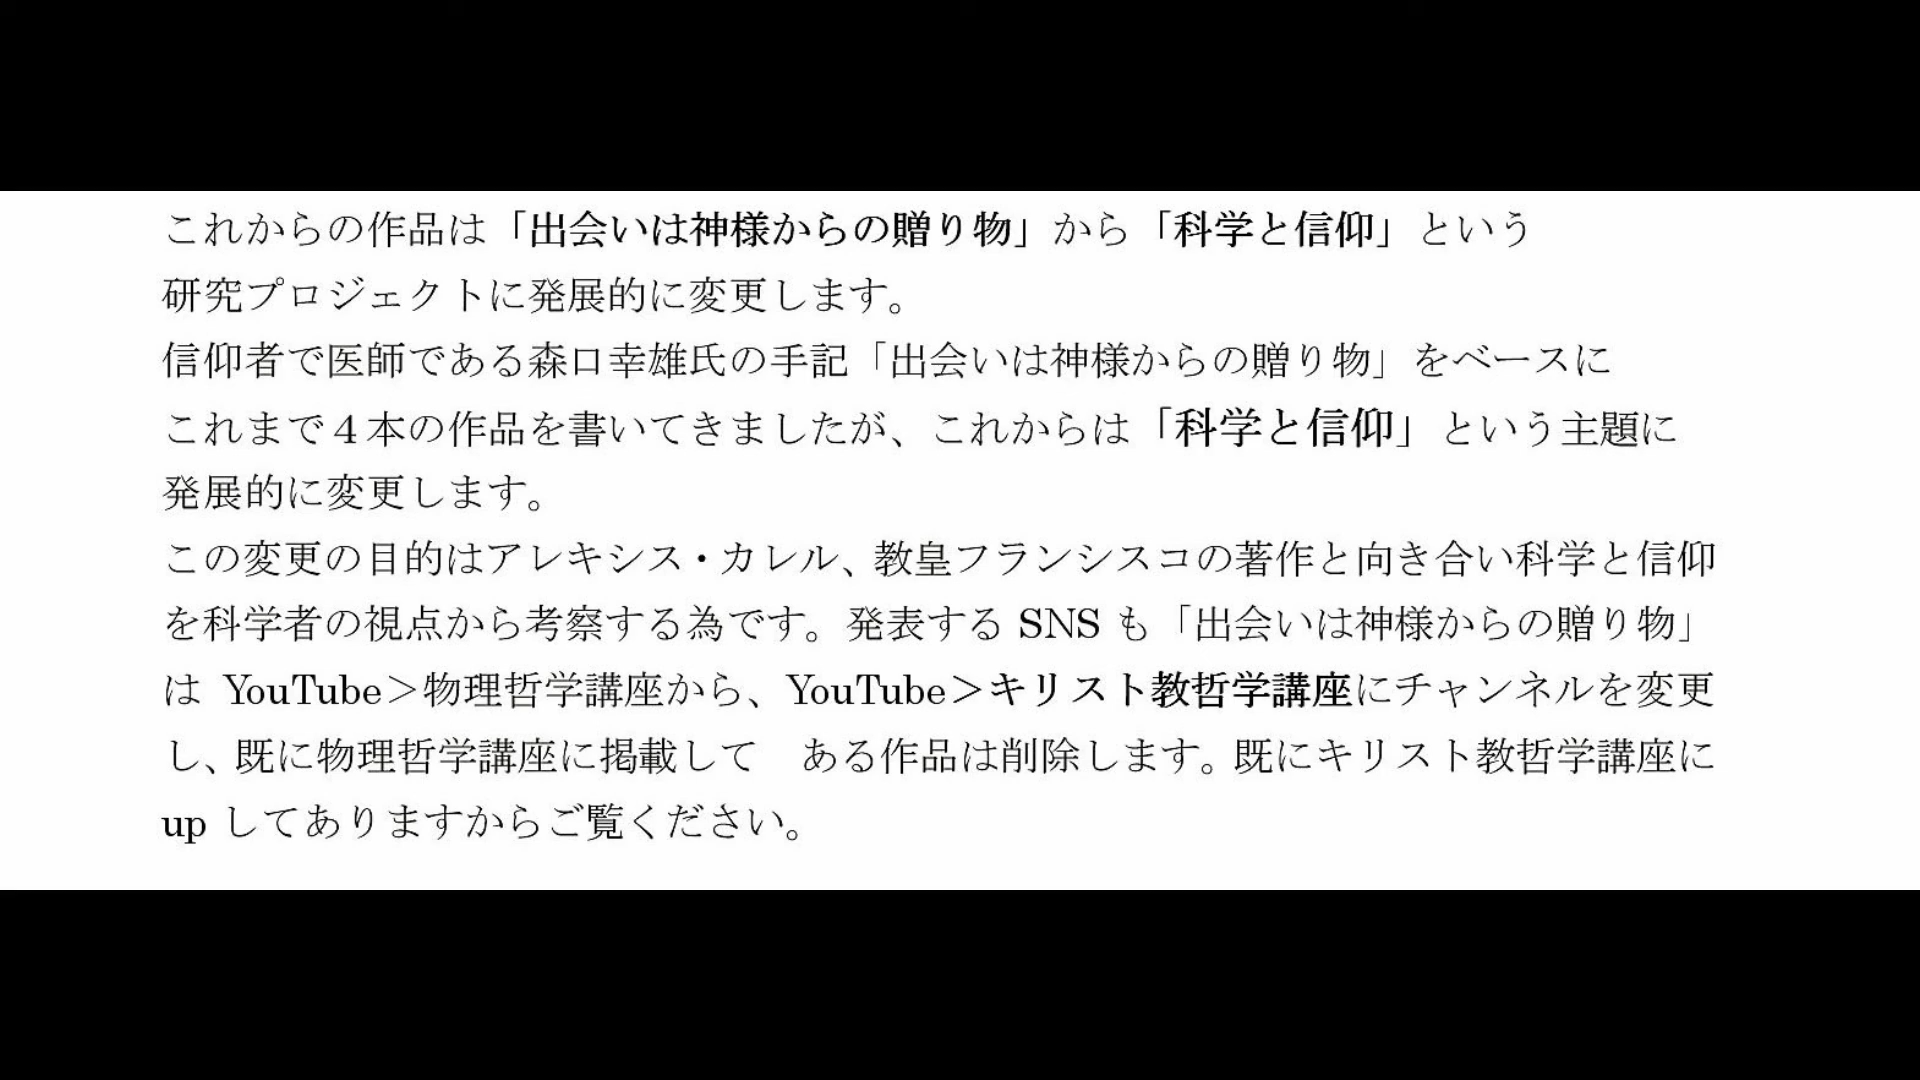 これからの作品は「出会いは神様からの贈り物」から「科学と信仰」という
研究プロジェクトに発展的に変更します。
信仰者で医師である森口幸雄氏の手記「出会いは神様からの贈り物」をベースに
これまで４本の作品を書いてきましたが、これからは「科学と信仰」という主題に
発展的に変更します。
この変更の目的はアレキシス・カレル、教皇フランシスコの著作と向き合い科学と信仰
を科学者の視点から考察する為です。発表する SNS も「出会いは神様からの贈り物」
は YouTube＞物理哲学講座から、YouTube＞キリスト教哲学講座にチャンネルを変更
し、既に物理哲学講座に掲載して　ある作品は削除します。既にキリスト教哲学講座に
up してありますからご覧ください。